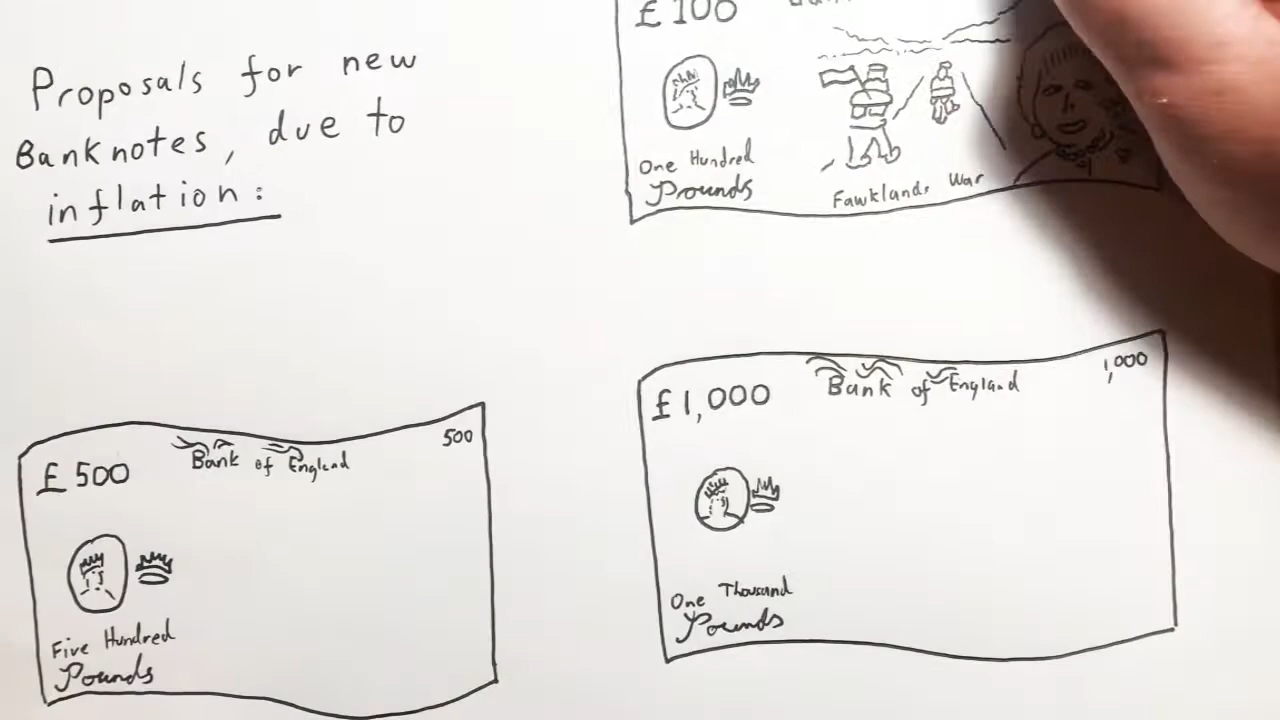 Proposals for new
Banknotes, due to
inflation:
£100
One Hundred
Pounds
Fawklands War
£1,000
Bank of England
1,000
One Thousand
Pounds
£500
Bank of England
500
Five Hundred
Pounds